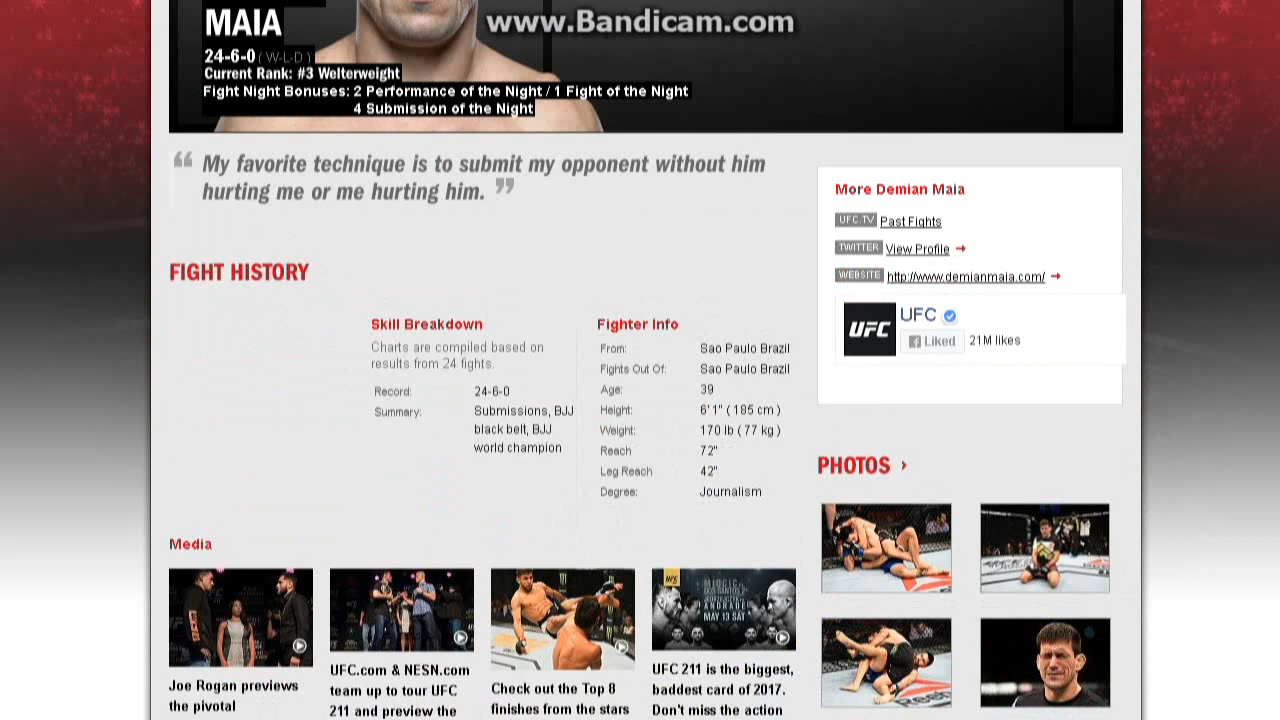 www.Bandicam.com
MAIA
24-6-0 ( W-L-D )
Current Rank: #3 Welterweight
Fight Night Bonuses: 2 Performance of the Night / 1 Fight of the Night
4 Submission of the Night
“ My favorite technique is to submit my opponent without him
hurting me or me hurting him. ”
FIGHT HISTORY
Skill Breakdown
Charts are compiled based on
results from 24 fights.
Record: 24-6-0
Summary: Submissions, BJJ
black belt, BJJ
world champion
Fighter Info
From: Sao Paulo Brazil
Fights Out Of: Sao Paulo Brazil
Age: 39
Height: 6' 1" ( 185 cm )
Weight: 170 lb ( 77 kg )
Reach 72"
Leg Reach 42"
Degree: Journalism
More Demian Maia
UFC.TV Past Fights
TWITTER View Profile
WEBSITE http://www.demianmaia.com/
UFC
UFC
Liked 21M likes
PHOTOS
Media
UFC
MIOCIC
ANDRADE
MAY 13 SAT
Joe Rogan previews
the pivotal
UFC.com & NESN.com
team up to tour UFC
211 and preview the
Check out the Top 8
finishes from the stars
UFC 211 is the biggest,
baddest card of 2017.
Don't miss the action